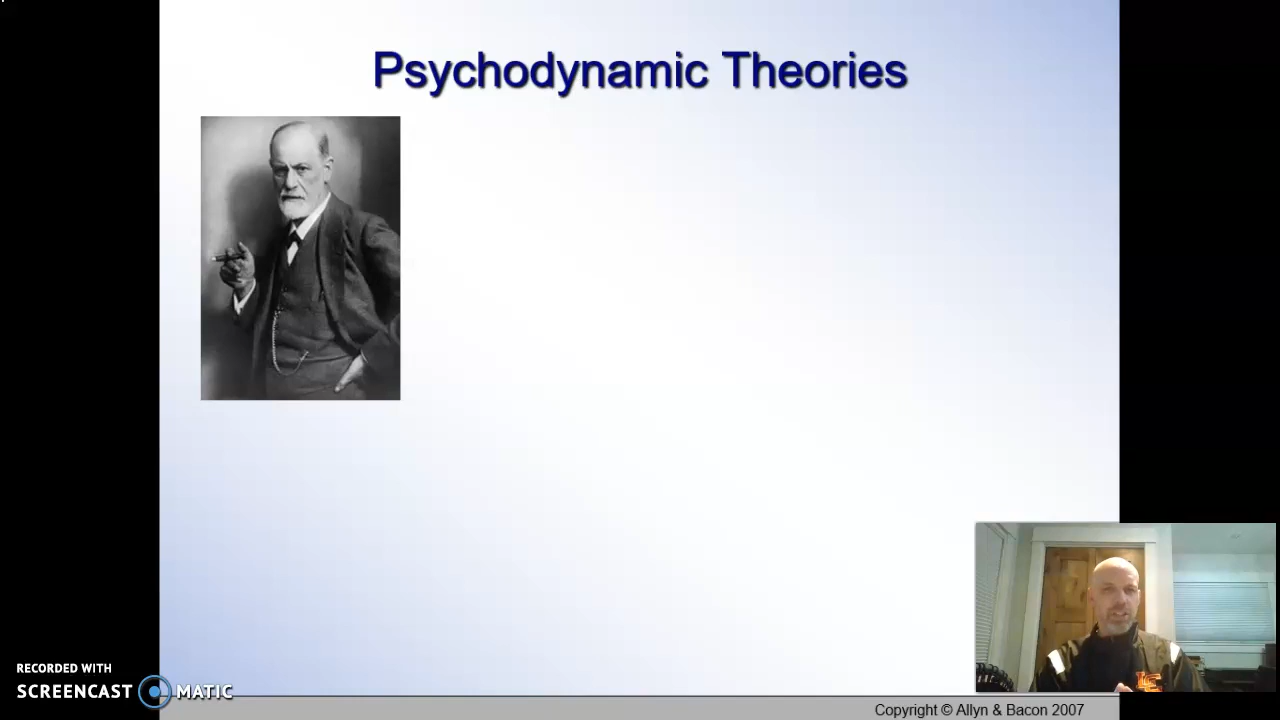 Psychodynamic Theories
RECORDED WITH
SCREENCAST MATIC
Copyright © Allyn & Bacon 2007